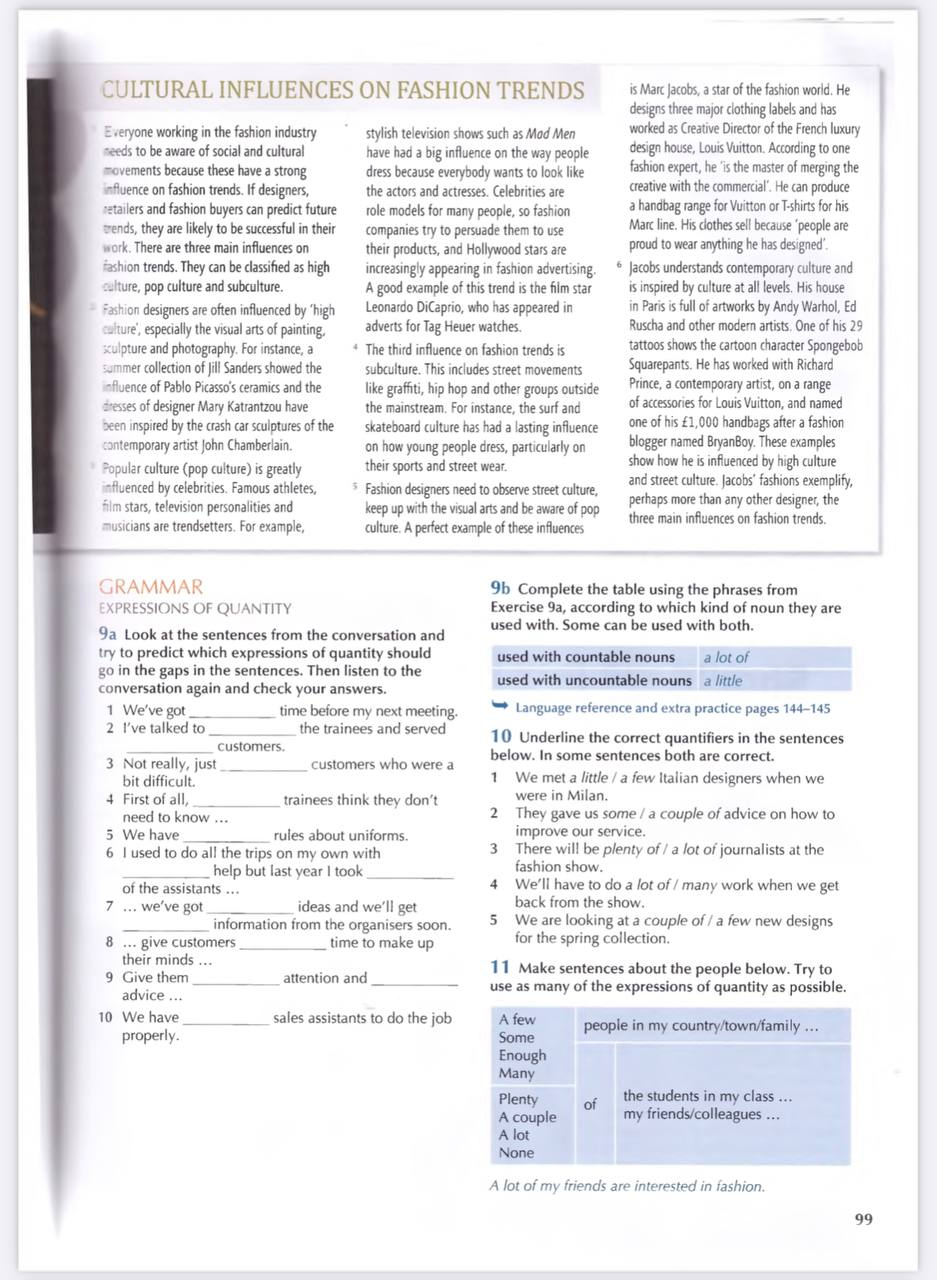 CULTURAL INFLUENCES ON FASHION TRENDS
1 Everyone working in the fashion industry
needs to be aware of social and cultural
movements because these have a strong
influence on fashion trends. If designers,
retailers and fashion buyers can predict future
trends, they are likely to be successful in their
work. There are three main influences on
fashion trends. They can be classified as high
culture, pop culture and subculture.
2 Fashion designers are often influenced by 'high
culture', especially the visual arts of painting,
sculpture and photography. For instance, a
summer collection of Jill Sanders showed the
influence of Pablo Picasso's ceramics and the
dresses of designer Mary Katrantzou have
been inspired by the crash car sculptures of the
contemporary artist John Chamberlain.
3 Popular culture (pop culture) is greatly
influenced by celebrities. Famous athletes,
film stars, television personalities and
musicians are trendsetters. For example,
stylish television shows such as Mad Men
have had a big influence on the way people
dress because everybody wants to look like
the actors and actresses. Celebrities are
role models for many people, so fashion
companies try to persuade them to use
their products, and Hollywood stars are
increasingly appearing in fashion advertising.
A good example of this trend is the film star
Leonardo DiCaprio, who has appeared in
adverts for Tag Heuer watches.
4 The third influence on fashion trends is
subculture. This includes street movements
like graffiti, hip hop and other groups outside
the mainstream. For instance, the surf and
skateboard culture has had a lasting influence
on how young people dress, particularly on
their sports and street wear.
5 Fashion designers need to observe street culture,
keep up with the visual arts and be aware of pop
culture. A perfect example of these influences
is Marc Jacobs, a star of the fashion world. He
designs three major clothing labels and has
worked as Creative Director of the French luxury
design house, Louis Vuitton. According to one
fashion expert, he 'is the master of merging the
creative with the commercial'. He can produce
a handbag range for Vuitton or T-shirts for his
Marc line. His clothes sell because 'people are
proud to wear anything he has designed'.
6 Jacobs understands contemporary culture and
is inspired by culture at all levels. His house
in Paris is full of artworks by Andy Warhol, Ed
Ruscha and other modern artists. One of his 29
tattoos shows the cartoon character Spongebob
Squarepants. He has worked with Richard
Prince, a contemporary artist, on a range
of accessories for Louis Vuitton, and named
one of his £1,000 handbags after a fashion
blogger named BryanBoy. These examples
show how he is influenced by high culture
and street culture. Jacobs' fashions exemplify,
perhaps more than any other designer, the
three main influences on fashion trends.
GRAMMAR
EXPRESSIONS OF QUANTITY
9a Look at the sentences from the conversation and
try to predict which expressions of quantity should
go in the gaps in the sentences. Then listen to the
conversation again and check your answers.
1 We've got __________ time before my next meeting.
2 I've talked to __________ the trainees and served
__________ customers.
3 Not really, just __________ customers who were a
bit difficult.
4 First of all, __________ trainees think they don't
need to know ...
5 We have __________ rules about uniforms.
6 I used to do all the trips on my own with
__________ help but last year I took __________
of the assistants ...
7 ... we've got __________ ideas and we'll get
__________ information from the organisers soon.
8 ... give customers __________ time to make up
their minds ...
9 Give them __________ attention and __________
advice ...
10 We have __________ sales assistants to do the job
properly.
9b Complete the table using the phrases from
Exercise 9a, according to which kind of noun they are
used with. Some can be used with both.
used with countable nouns a lot of
used with uncountable nouns a little
Language reference and extra practice pages 144–145
10 Underline the correct quantifiers in the sentences
below. In some sentences both are correct.
1 We met a little / a few Italian designers when we
were in Milan.
2 They gave us some / a couple of advice on how to
improve our service.
3 There will be plenty of / a lot of journalists at the
fashion show.
4 We'll have to do a lot of / many work when we get
back from the show.
5 We are looking at a couple of / a few new designs
for the spring collection.
11 Make sentences about the people below. Try to
use as many of the expressions of quantity as possible.
A few
Some
Enough
Many
people in my country/town/family ...
Plenty
A couple
A lot
None
of
the students in my class ...
my friends/colleagues ...
A lot of my friends are interested in fashion.
99